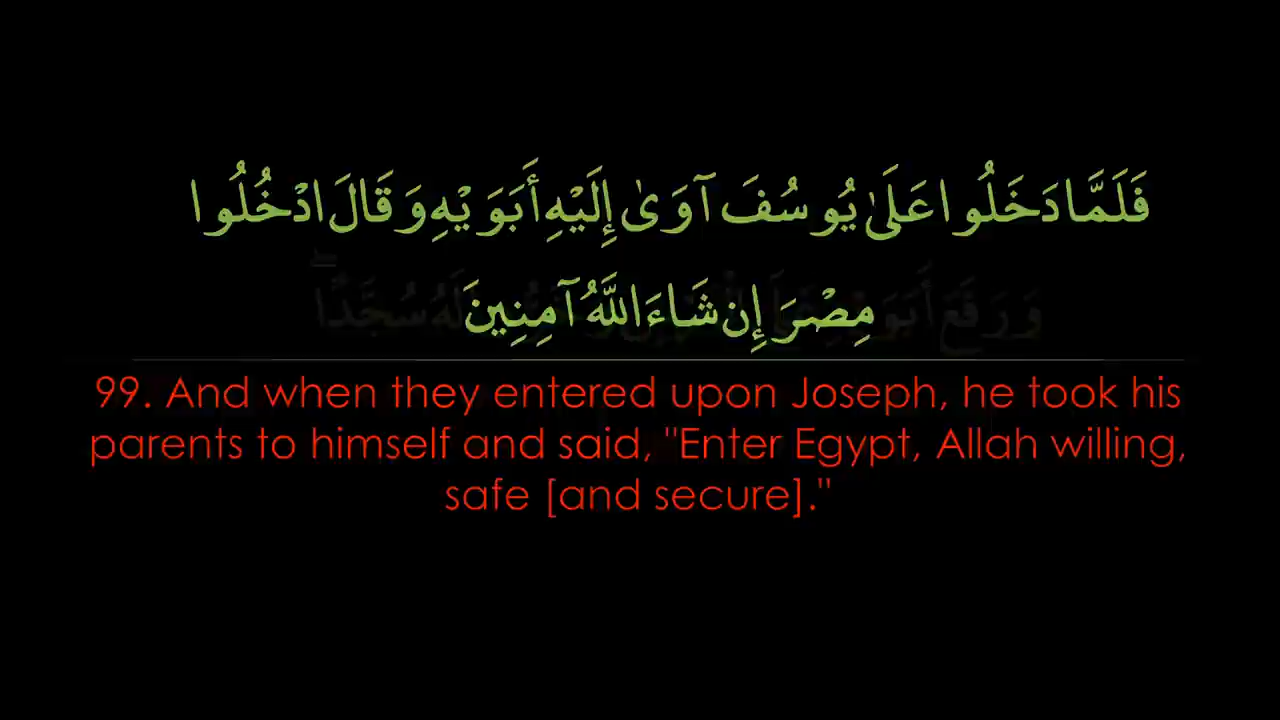 فَلَمَّا دَخَلُوا عَلَىٰ يُوسُفَ آوَىٰ إِلَيْهِ أَبَوَيْهِ وَقَالَ ادْخُلُوا
مِصْرَ إِن شَاءَ اللَّهُ آمِنِينَ
99. And when they entered upon Joseph, he took his
parents to himself and said, "Enter Egypt, Allah willing,
safe [and secure]."